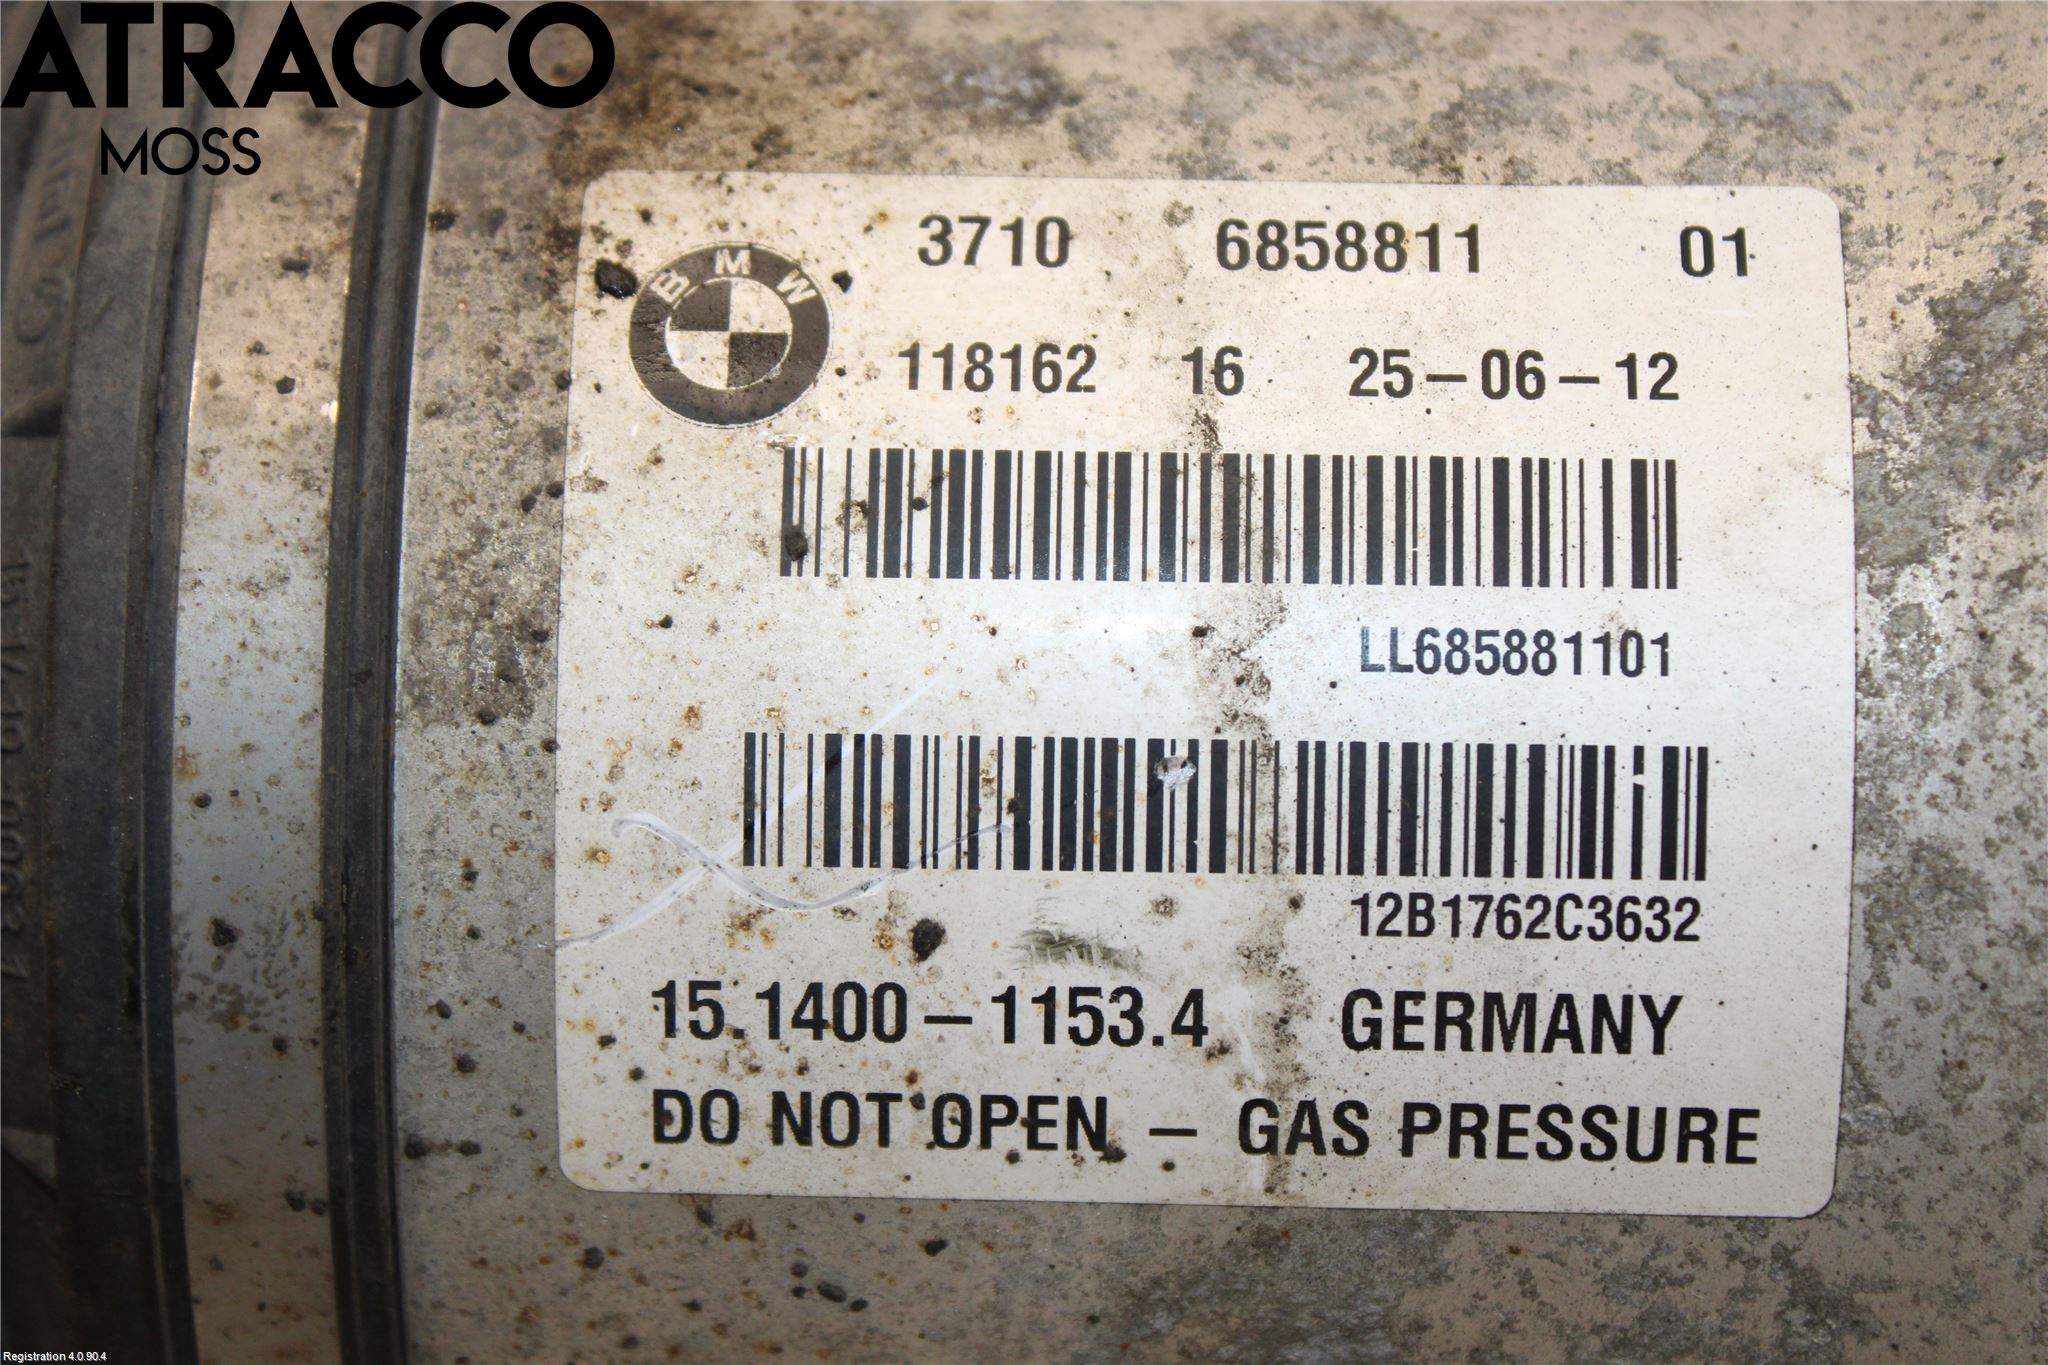 ATRACCO
MOSS
BMW
3710 6858811 01
118162 16 25-06-12
LL685881101
12B1762C3632
15.1400-1153.4 GERMANY
DO NOT OPEN - GAS PRESSURE
Registration 4.0.90.4